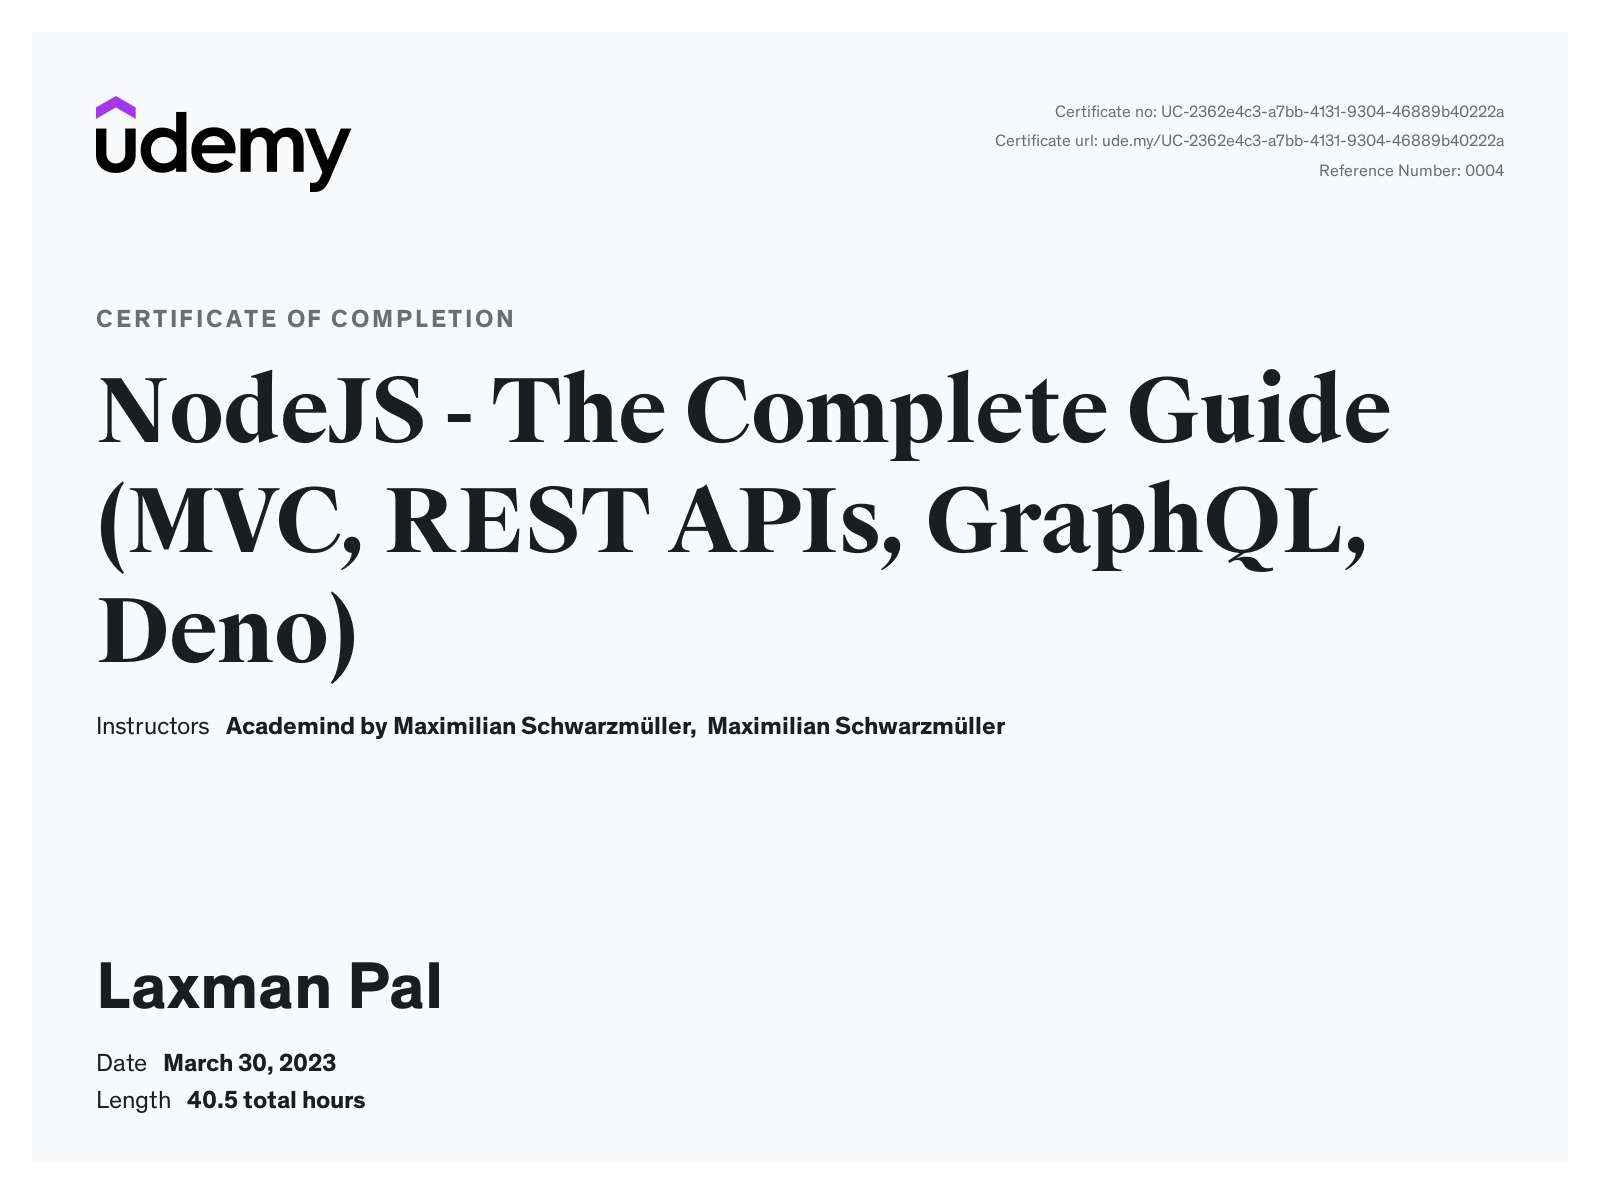 udemy
Certificate no: UC-2362e4c3-a7bb-4131-9304-46889b40222a
Certificate url: ude.my/UC-2362e4c3-a7bb-4131-9304-46889b40222a
Reference Number: 0004
CERTIFICATE OF COMPLETION
NodeJS - The Complete Guide
(MVC, REST APIs, GraphQL,
Deno)
Instructors Academind by Maximilian Schwarzmüller, Maximilian Schwarzmüller
Laxman Pal
Date March 30, 2023
Length 40.5 total hours